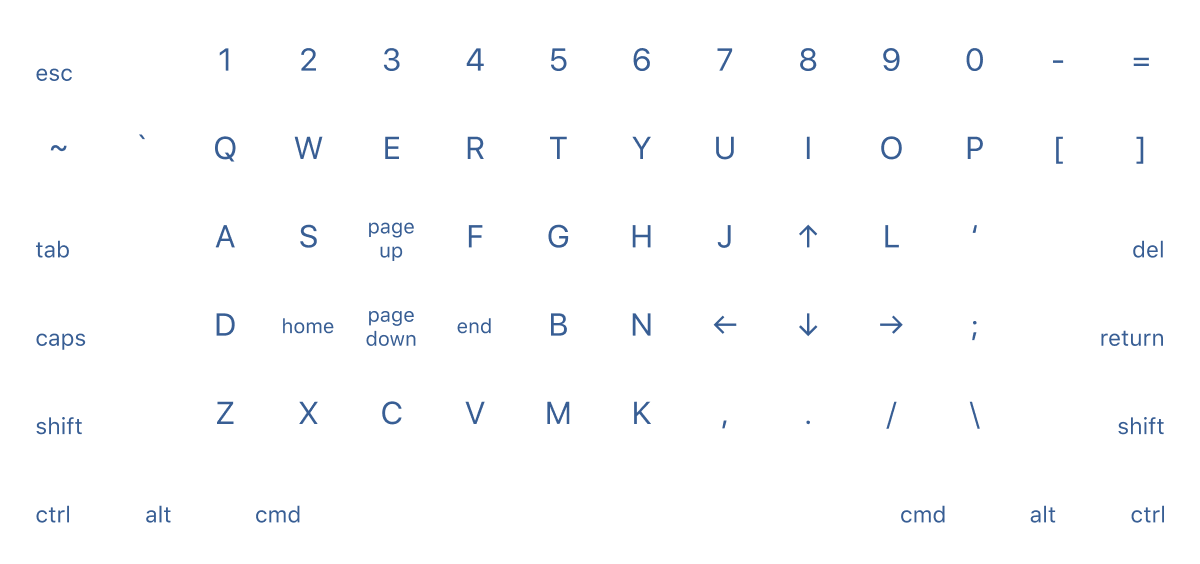 esc 1 2 3 4 5 6 7 8 9 0 - =
~ ` Q W E R T Y U I O P [ ]
tab A S page up F G H J ↑ L ‘ del
caps D home page down end B N ← ↓ → ; return
shift Z X C V M K , . / \ shift
ctrl alt cmd cmd alt ctrl